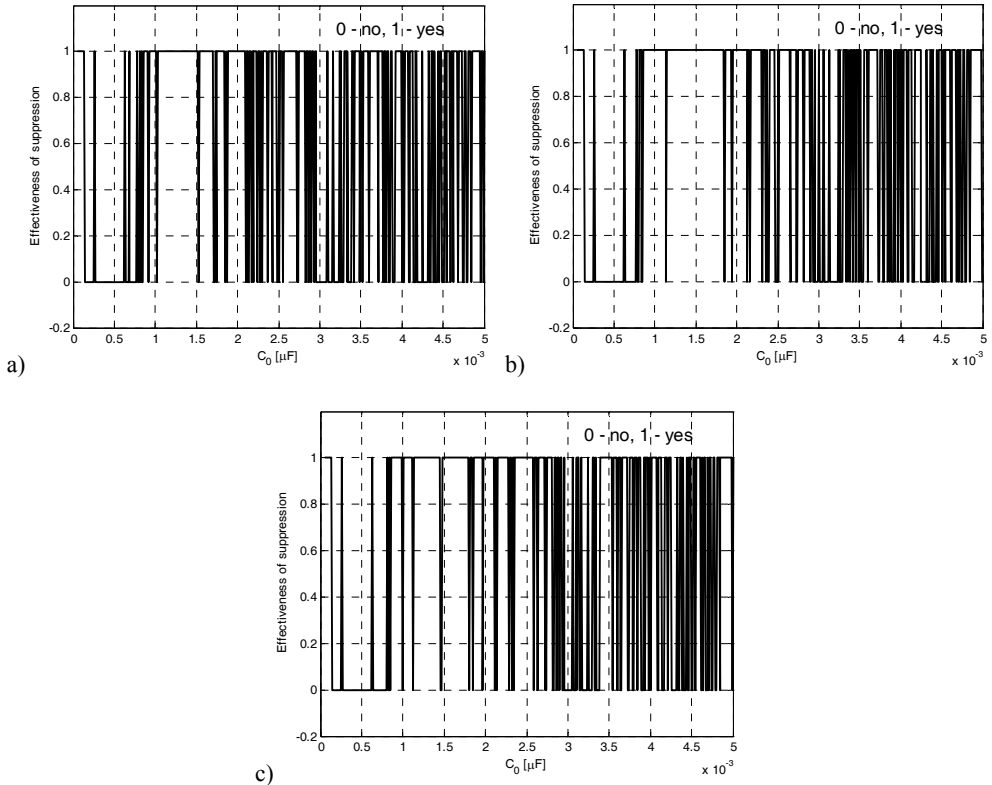 0 - no, 1 - yes
Effectiveness of suppression
1
0.8
0.6
0.4
0.2
0
-0.2
0 0.5 1 1.5 2 2.5 3 3.5 4 4.5 5
C0 [µF]
x 10-3
a)
0 - no, 1 - yes
Effectiveness of suppression
1
0.8
0.6
0.4
0.2
0
-0.2
0 0.5 1 1.5 2 2.5 3 3.5 4 4.5 5
C0 [µF]
x 10-3
b)
0 - no, 1 - yes
Effectiveness of suppression
1
0.8
0.6
0.4
0.2
0
-0.2
0 0.5 1 1.5 2 2.5 3 3.5 4 4.5 5
C0 [µF]
x 10-3
c)